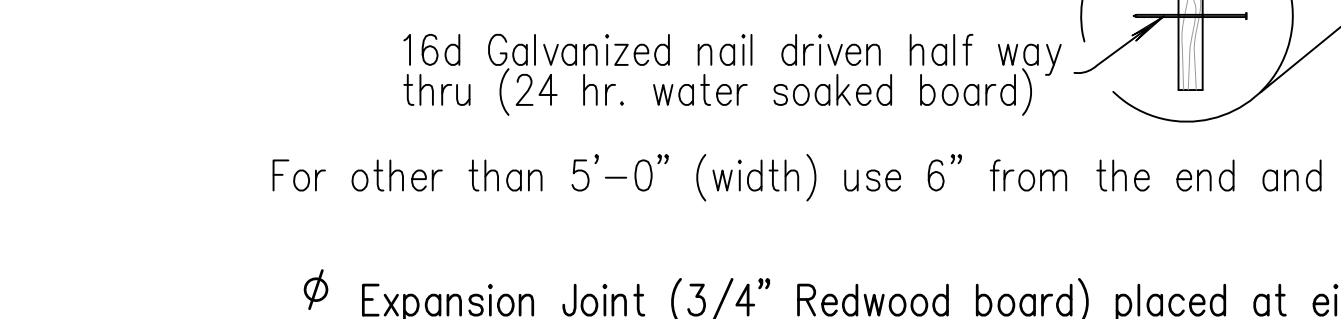 16d Galvanized nail driven half way
thru (24 hr. water soaked board)
For other than 5'-0" (width) use 6" from the end and
ϕ Expansion Joint (3/4" Redwood board) placed at